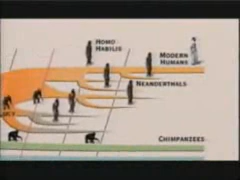 HOMO
HABILIS
MODERN
HUMANS
NEANDERTHALS
CHIMPANZEES